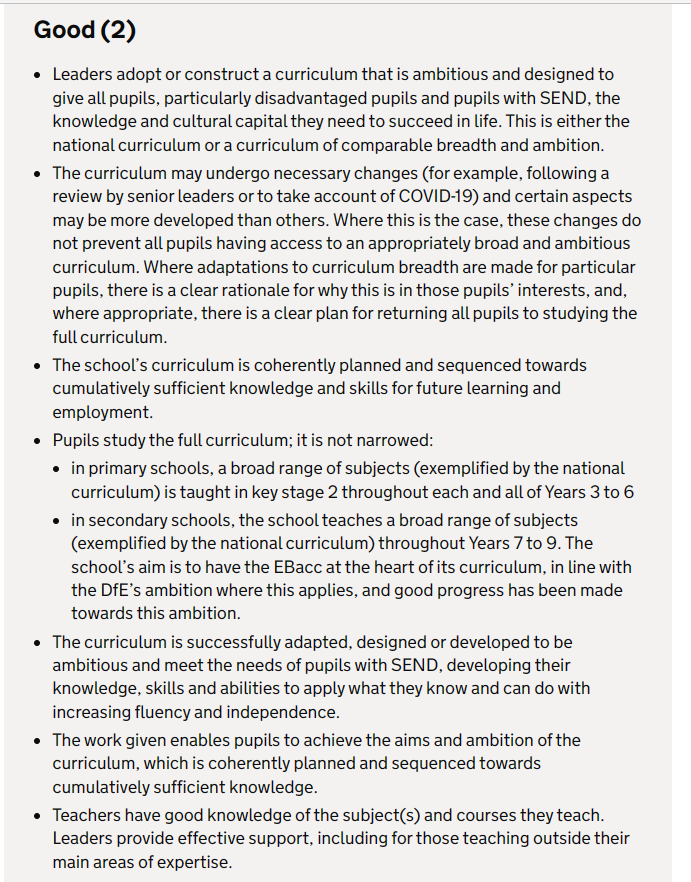 Good (2)
• Leaders adopt or construct a curriculum that is ambitious and designed to
give all pupils, particularly disadvantaged pupils and pupils with SEND, the
knowledge and cultural capital they need to succeed in life. This is either the
national curriculum or a curriculum of comparable breadth and ambition.
• The curriculum may undergo necessary changes (for example, following a
review by senior leaders or to take account of COVID-19) and certain aspects
may be more developed than others. Where this is the case, these changes do
not prevent all pupils having access to an appropriately broad and ambitious
curriculum. Where adaptations to curriculum breadth are made for particular
pupils, there is a clear rationale for why this is in those pupils’ interests, and,
where appropriate, there is a clear plan for returning all pupils to studying the
full curriculum.
• The school’s curriculum is coherently planned and sequenced towards
cumulatively sufficient knowledge and skills for future learning and
employment.
• Pupils study the full curriculum; it is not narrowed:
• in primary schools, a broad range of subjects (exemplified by the national
curriculum) is taught in key stage 2 throughout each and all of Years 3 to 6
• in secondary schools, the school teaches a broad range of subjects
(exemplified by the national curriculum) throughout Years 7 to 9. The
school’s aim is to have the EBacc at the heart of its curriculum, in line with
the DfE’s ambition where this applies, and good progress has been made
towards this ambition.
• The curriculum is successfully adapted, designed or developed to be
ambitious and meet the needs of pupils with SEND, developing their
knowledge, skills and abilities to apply what they know and can do with
increasing fluency and independence.
• The work given enables pupils to achieve the aims and ambition of the
curriculum, which is coherently planned and sequenced towards
cumulatively sufficient knowledge.
• Teachers have good knowledge of the subject(s) and courses they teach.
Leaders provide effective support, including for those teaching outside their
main areas of expertise.